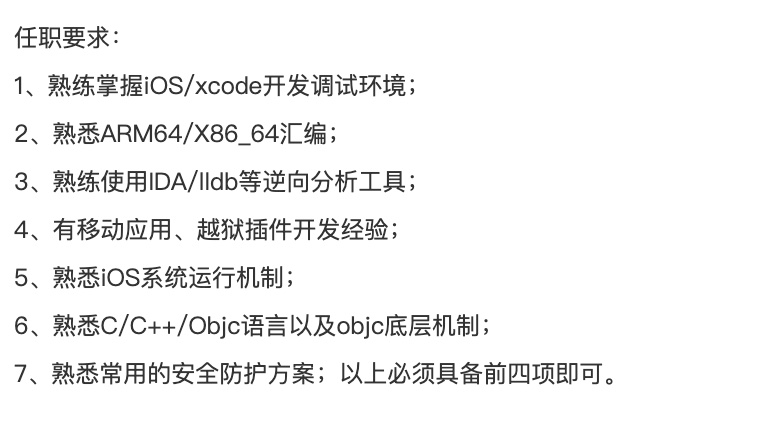 任职要求：
1、熟练掌握iOS/xcode开发调试环境；
2、熟悉ARM64/X86_64汇编；
3、熟练使用IDA/lldb等逆向分析工具；
4、有移动应用、越狱插件开发经验；
5、熟悉iOS系统运行机制；
6、熟悉C/C++/Objc语言以及objc底层机制；
7、熟悉常用的安全防护方案；以上必须具备前四项即可。